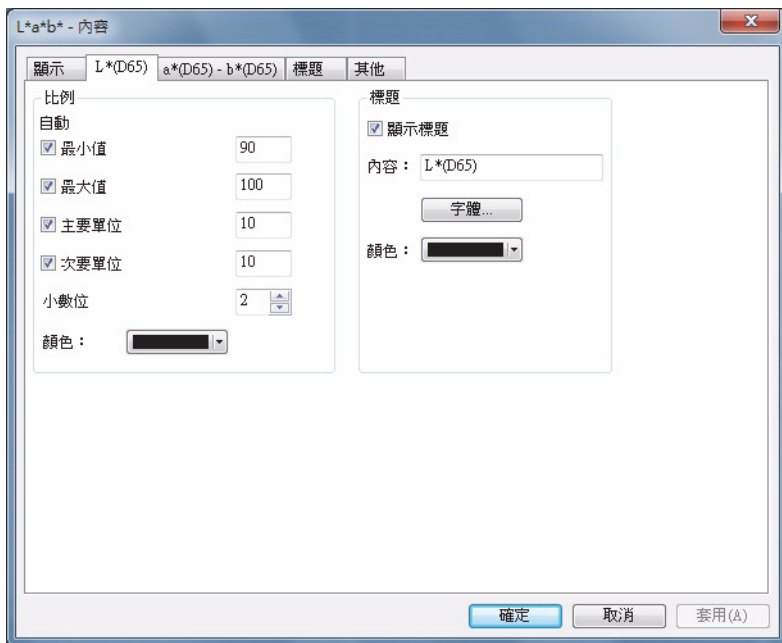 L*a*b* - 內容
顯示 L*(D65) a*(D65) - b*(D65) 標題 其他
比例
自動
最小值 90
最大值 100
主要單位 10
次要單位 10
小數位 2
顏色：
標題
顯示標題
內容： L*(D65)
字體...
顏色：
確定 取消 套用(A)